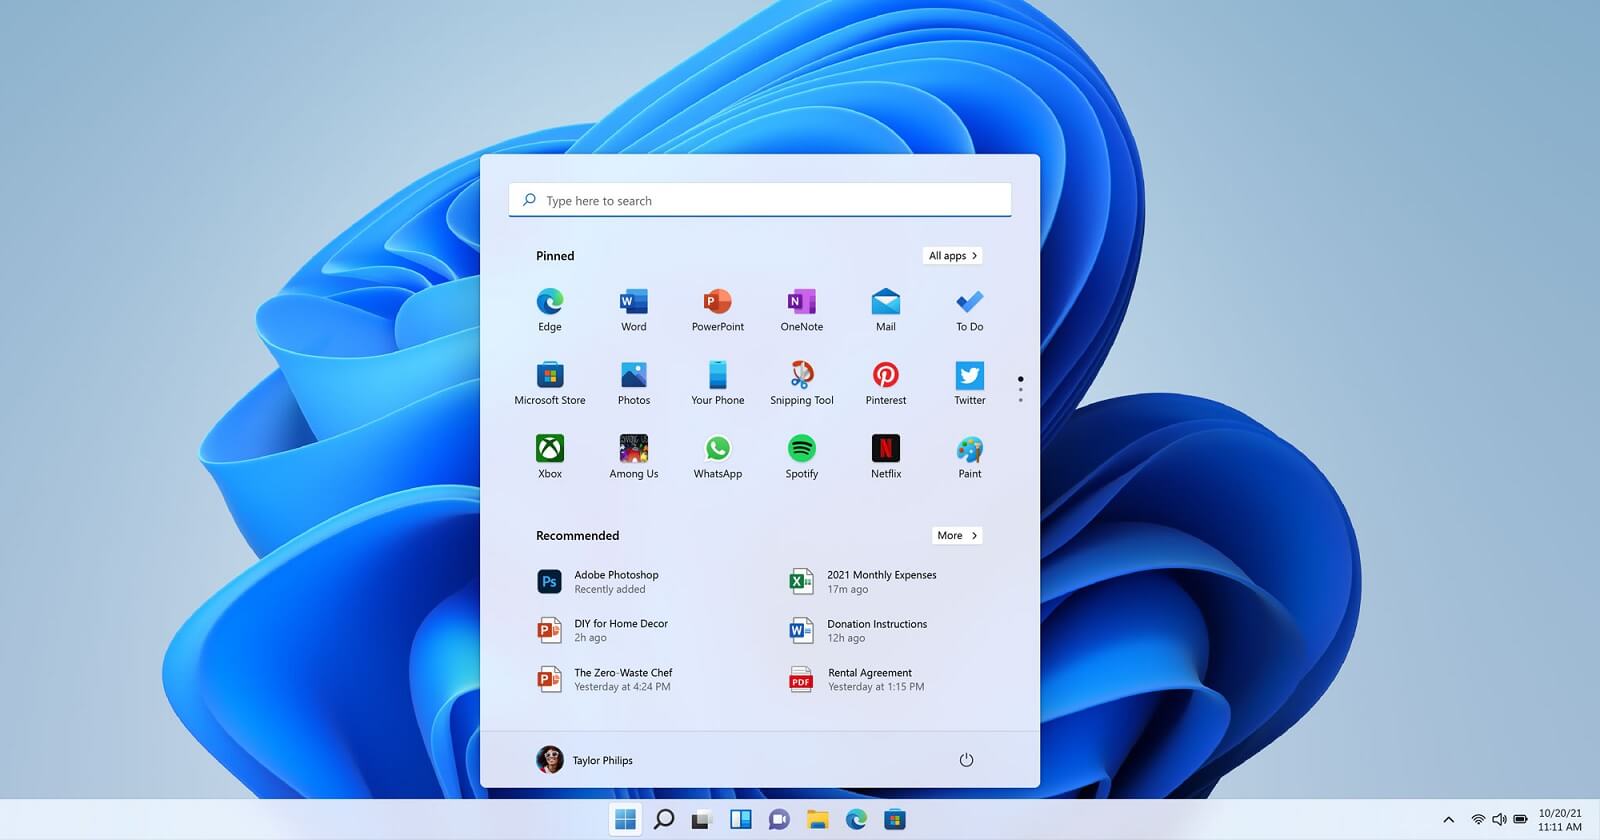 Type here to search
Pinned
All apps
Edge
Word
PowerPoint
OneNote
Mail
To Do
Microsoft Store
Photos
Your Phone
Snipping Tool
Pinterest
Twitter
Xbox
Among Us
WhatsApp
Spotify
Netflix
Paint
Recommended
More
Ps
Adobe Photoshop
Recently added
2021 Monthly Expenses
17m ago
DIY for Home Decor
2h ago
Donation Instructions
12h ago
The Zero-Waste Chef
Yesterday at 4:24 PM
PDF
Rental Agreement
Yesterday at 1:15 PM
Taylor Philips
10/20/21
11:11 AM